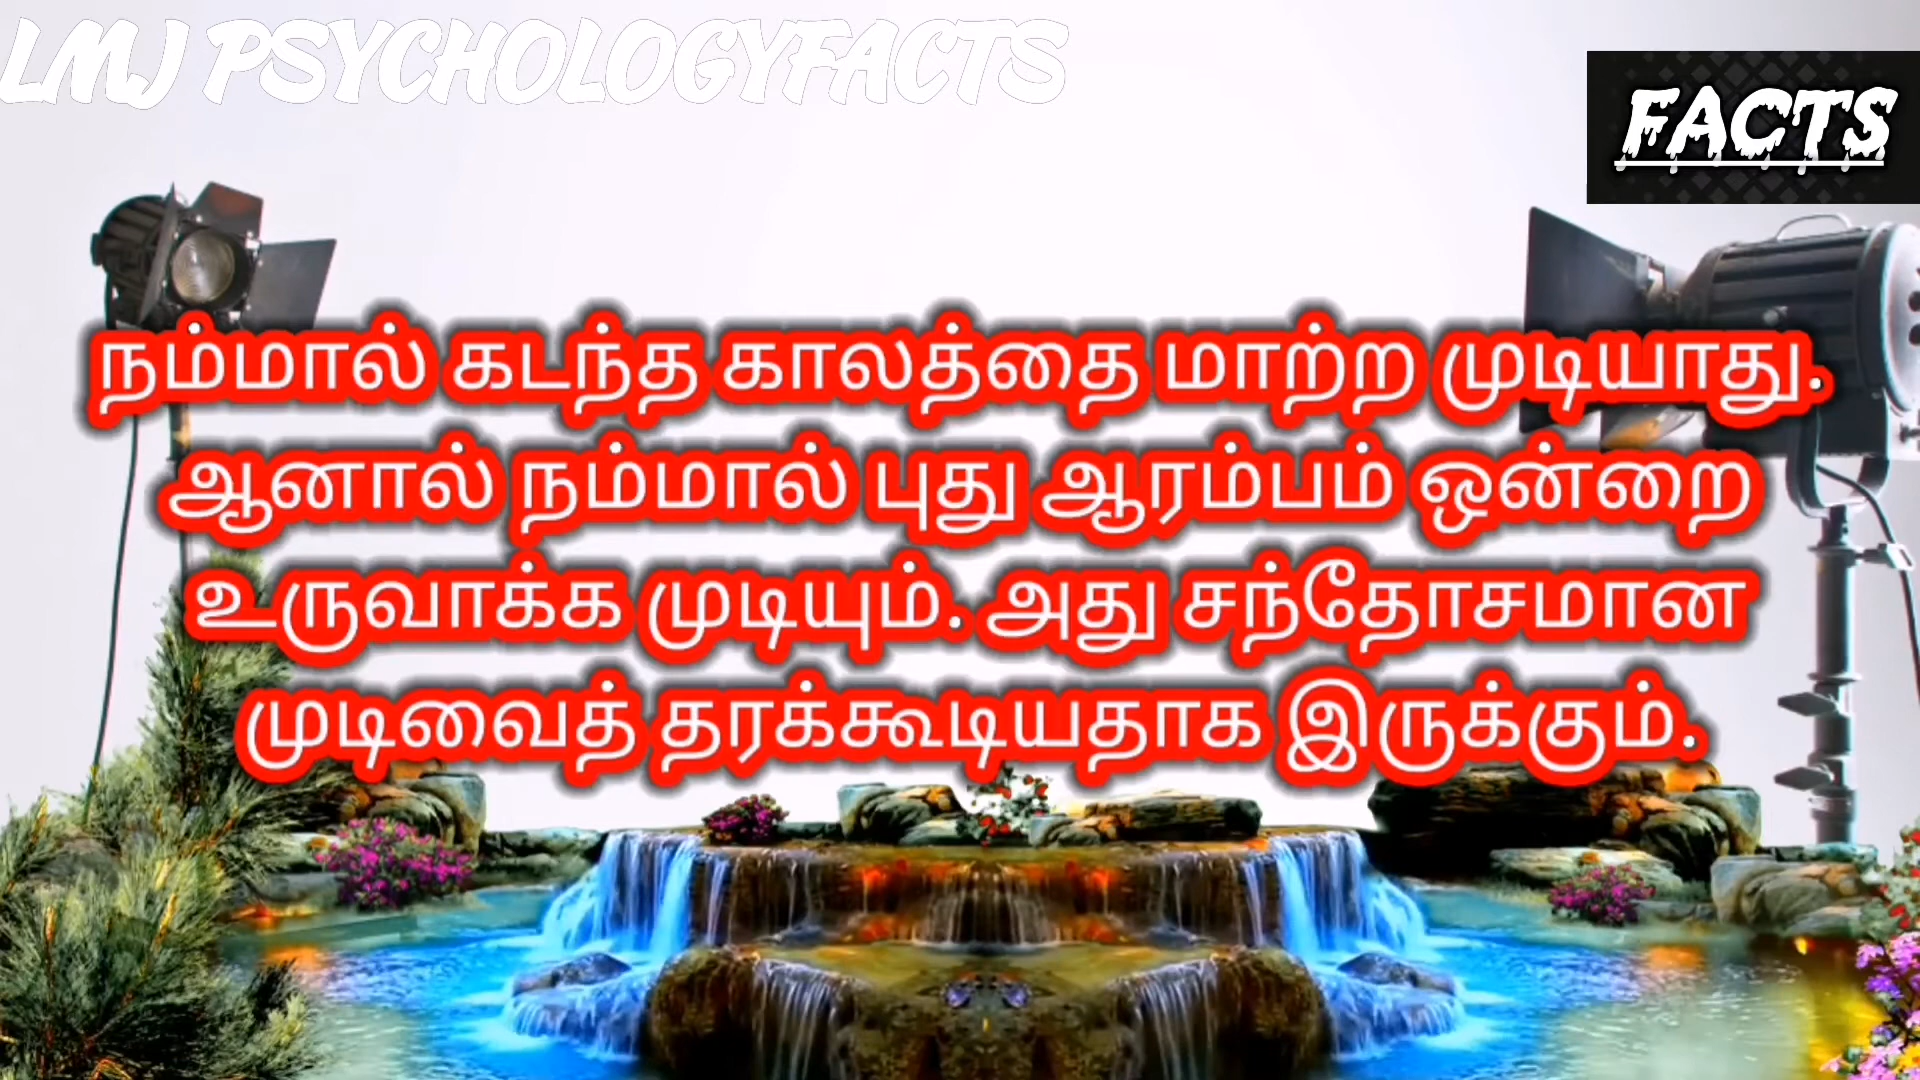 LMJ PSYCHOLOGYFACTS
FACTS
நம்மால் கடந்த காலத்தை மாற்ற முடியாது.
ஆனால் நம்மால் புது ஆரம்பம் ஒன்றை
உருவாக்க முடியும். அது சந்தோசமான
முடிவைத் தரக்கூடியதாக இருக்கும்.